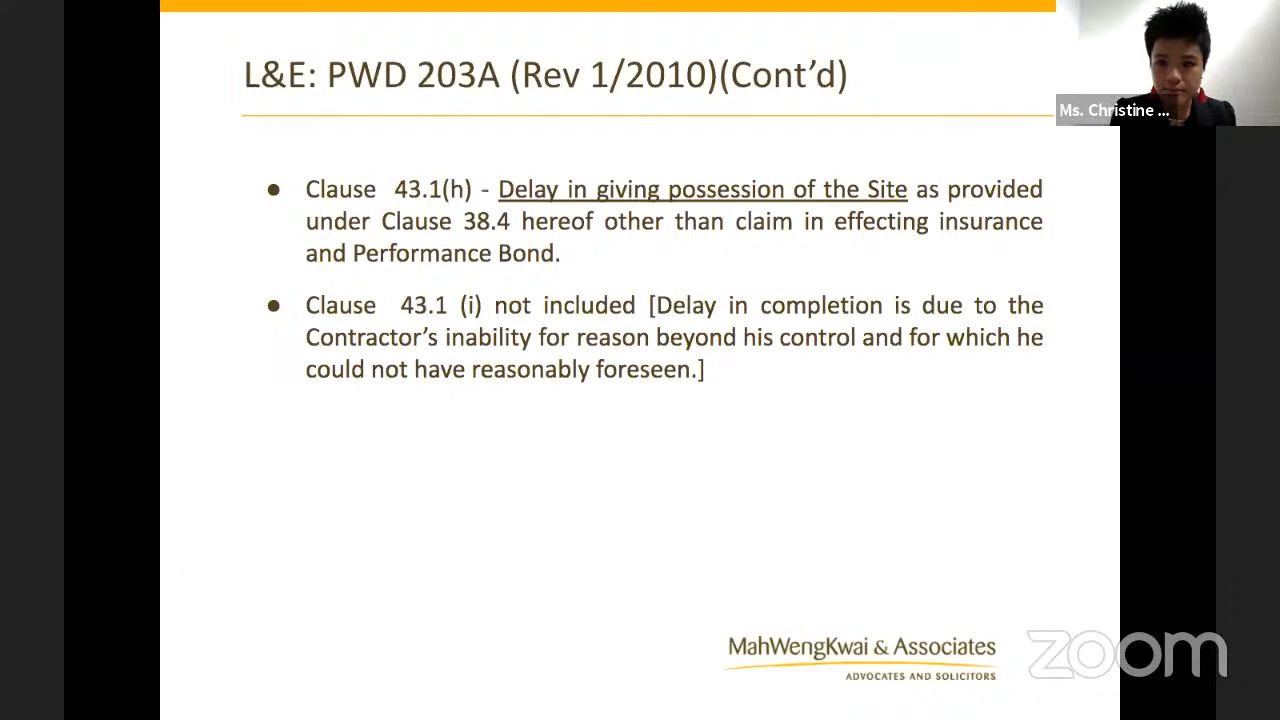 L&E: PWD 203A (Rev 1/2010)(Cont’d)
Ms. Christine ...
● Clause 43.1(h) - Delay in giving possession of the Site as provided
under Clause 38.4 hereof other than claim in effecting insurance
and Performance Bond.
● Clause 43.1 (i) not included [Delay in completion is due to the
Contractor’s inability for reason beyond his control and for which he
could not have reasonably foreseen.]
MahWengKwai & Associates
ADVOCATES AND SOLICITORS
zoom